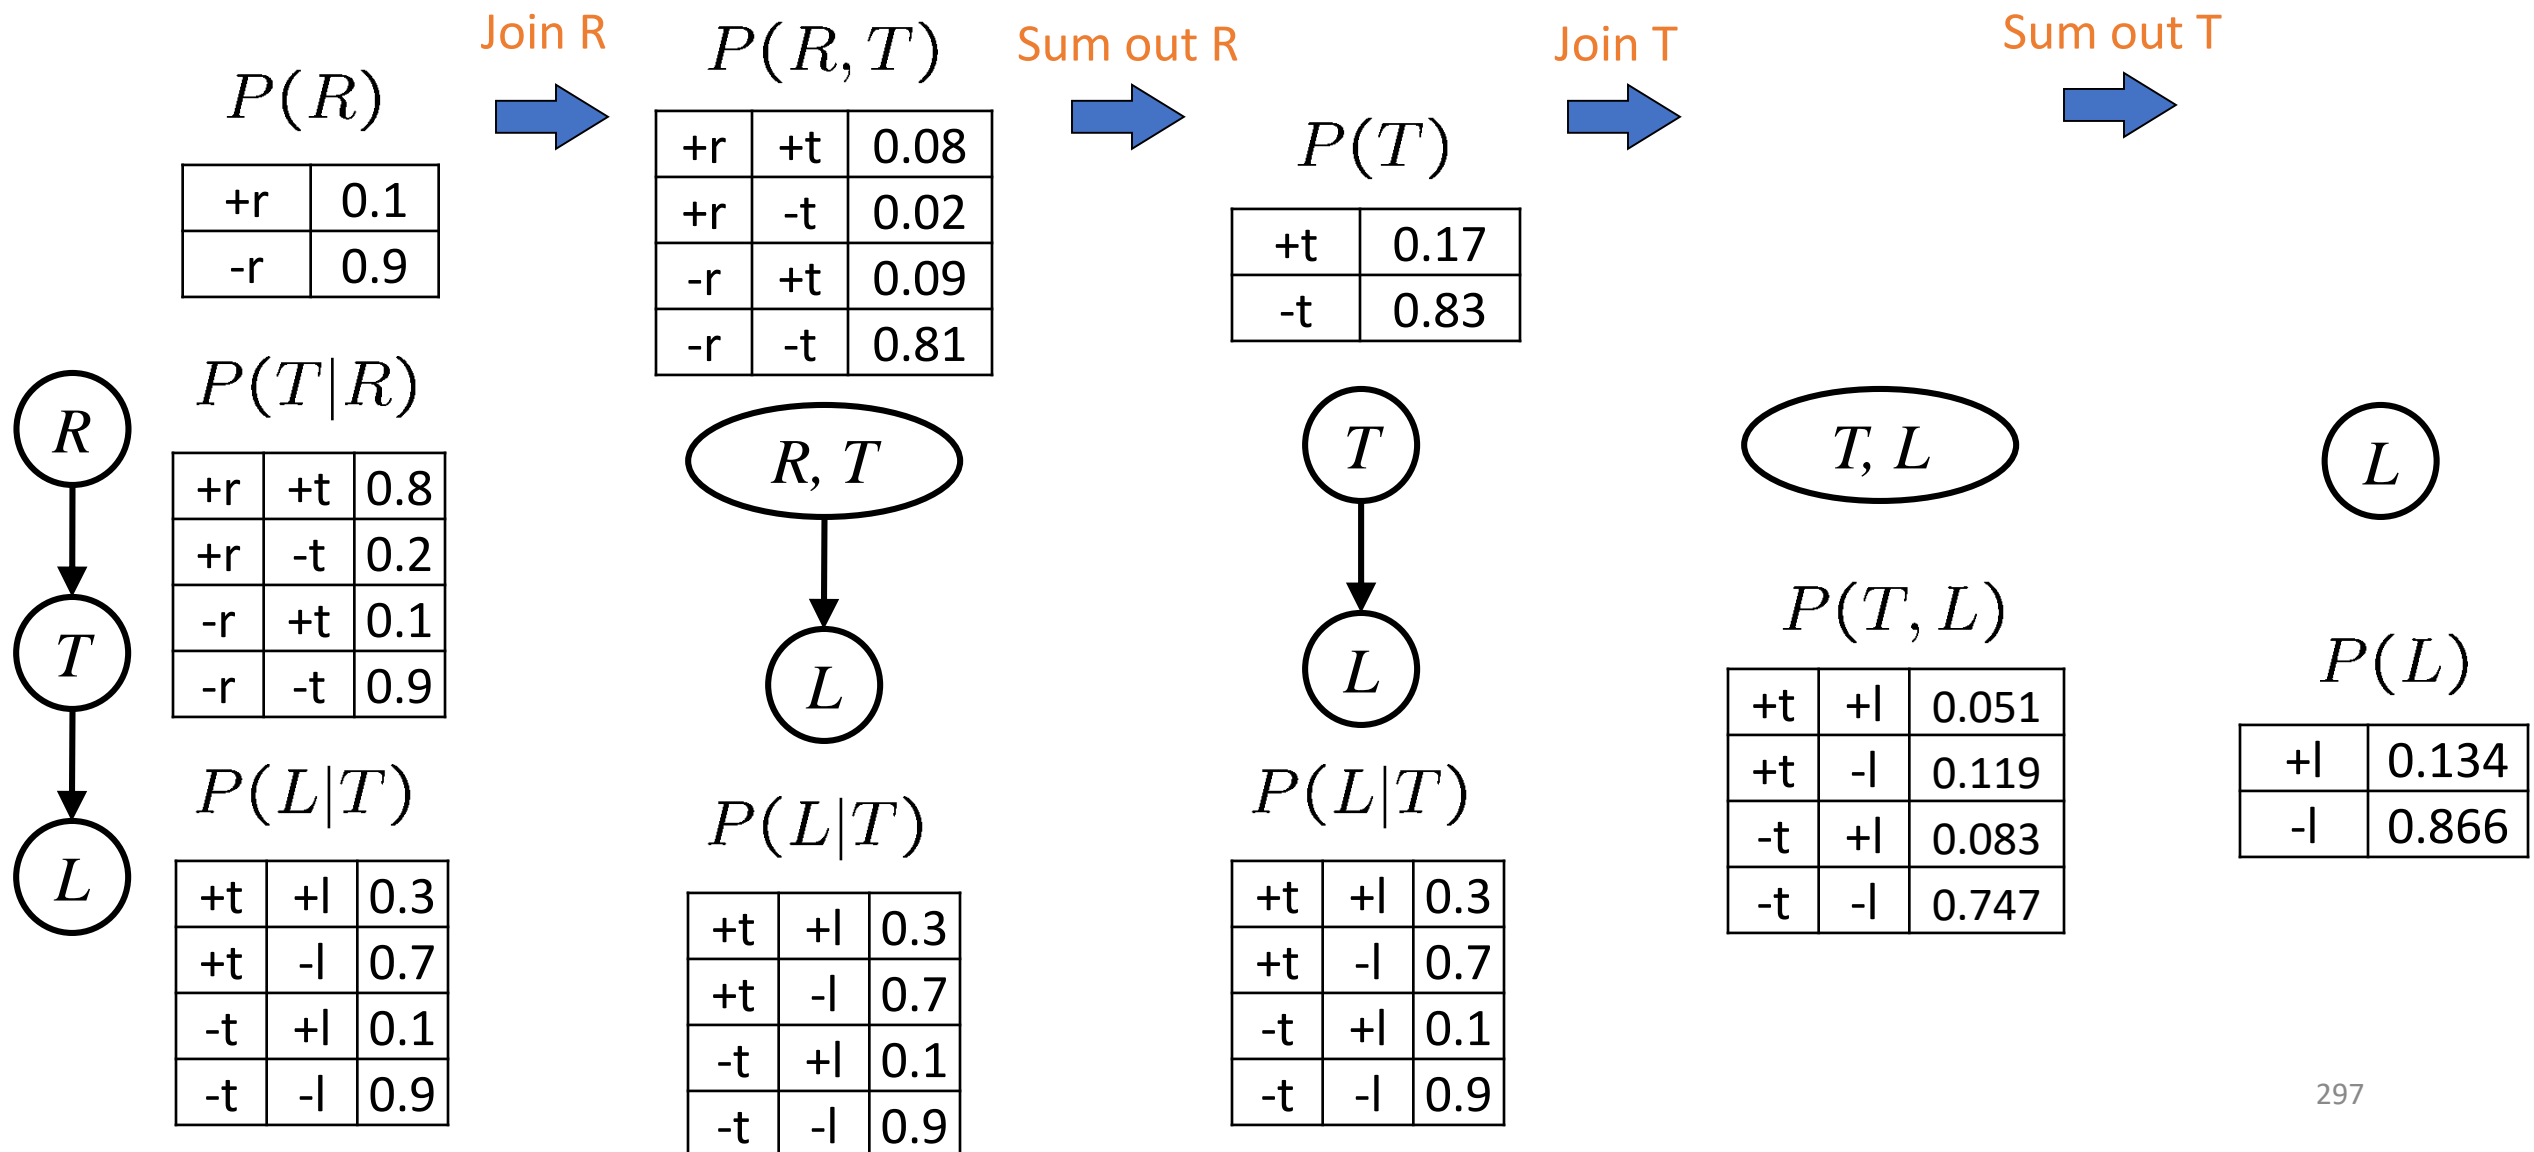 Join R
Sum out R
Join T
Sum out T
P(R)
+r 0.1
-r 0.9
P(T|R)
+r +t 0.8
+r -t 0.2
-r +t 0.1
-r -t 0.9
P(L|T)
+t +l 0.3
+t -l 0.7
-t +l 0.1
-t -l 0.9
R
T
L
P(R, T)
+r +t 0.08
+r -t 0.02
-r +t 0.09
-r -t 0.81
R, T
L
P(L|T)
+t +l 0.3
+t -l 0.7
-t +l 0.1
-t -l 0.9
P(T)
+t 0.17
-t 0.83
T
L
P(L|T)
+t +l 0.3
+t -l 0.7
-t +l 0.1
-t -l 0.9
T, L
P(T, L)
+t +l 0.051
+t -l 0.119
-t +l 0.083
-t -l 0.747
L
P(L)
+l 0.134
-l 0.866
297